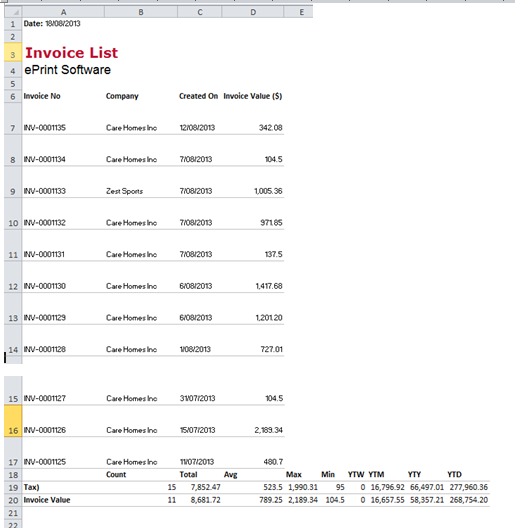 A B C D E
1 Date: 18/08/2013
2
3 Invoice List
4 ePrint Software
5
6 Invoice No Company Created On Invoice Value ($)
7 INV-0001135 Care Homes Inc 12/08/2013 342.08
8 INV-0001134 Care Homes Inc 7/08/2013 104.5
9 INV-0001133 Zest Sports 7/08/2013 1,005.36
10 INV-0001132 Care Homes Inc 7/08/2013 971.85
11 INV-0001131 Care Homes Inc 7/08/2013 137.5
12 INV-0001130 Care Homes Inc 6/08/2013 1,417.68
13 INV-0001129 Care Homes Inc 6/08/2013 1,201.20
14 INV-0001128 Care Homes Inc 1/08/2013 727.01
15 INV-0001127 Care Homes Inc 31/07/2013 104.5
16 INV-0001126 Care Homes Inc 15/07/2013 2,189.34
17 INV-0001125 Care Homes Inc 11/07/2013 480.7
18 Count Total Avg Max Min YTW YTM YTY YTD
19 Tax) 15 7,852.47 523.5 1,990.31 95 0 16,796.92 66,497.01 277,960.36
20 Invoice Value 11 8,681.72 789.25 2,189.34 104.5 0 16,657.55 58,357.21 268,754.20
21
22